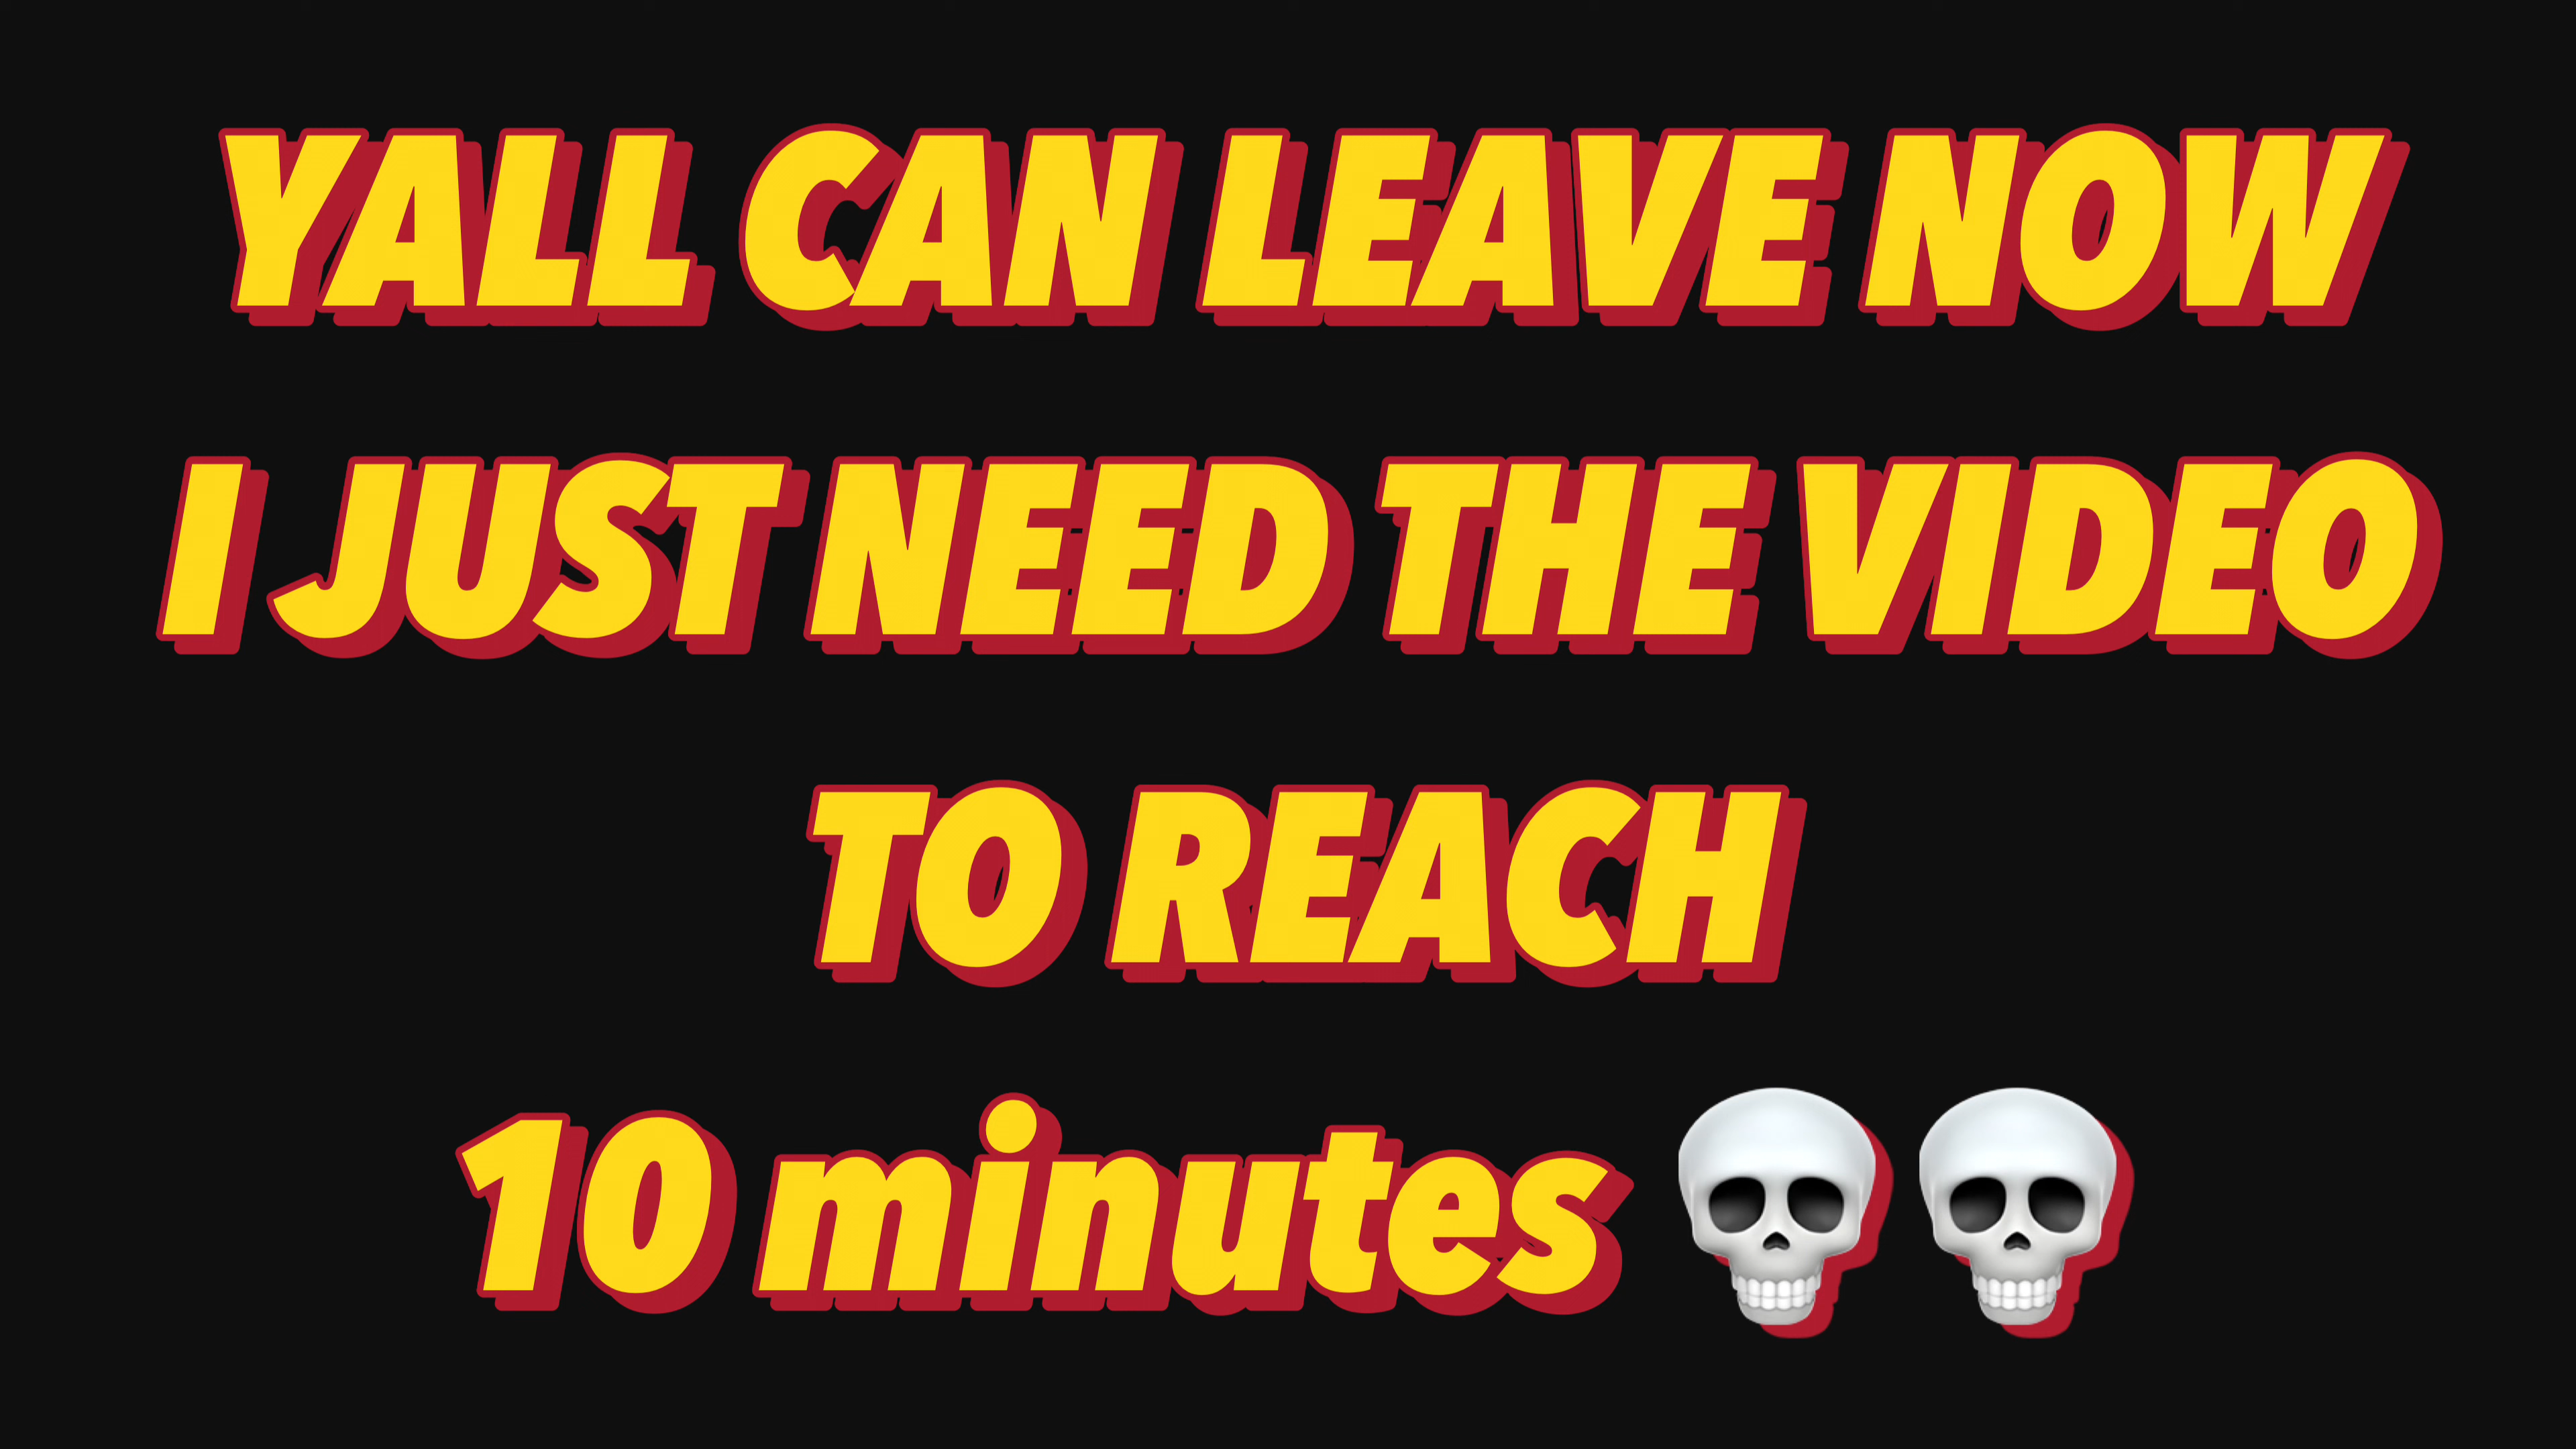 YALL CAN LEAVE NOW
I JUST NEED THE VIDEO
TO REACH
10 minutes 💀💀